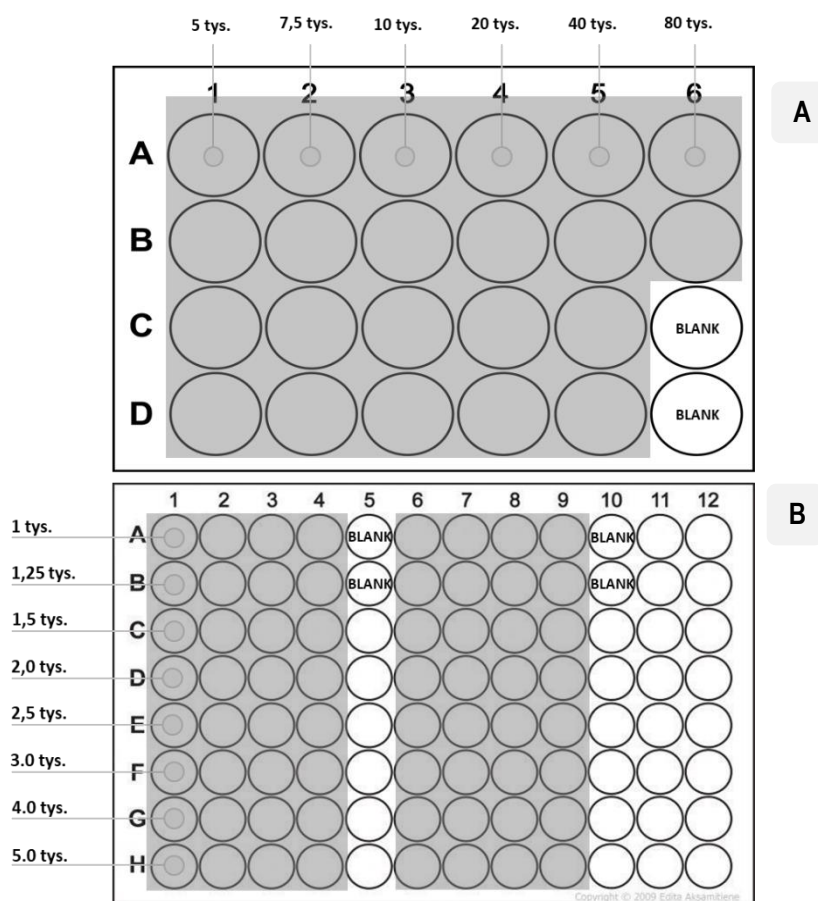 5 tys. 7,5 tys. 10 tys. 20 tys. 40 tys. 80 tys.
A
1 2 3 4 5 6
A
B
C BLANK
D BLANK
B
1 2 3 4 5 6 7 8 9 10 11 12
1 tys. A BLANK BLANK
1,25 tys. B BLANK BLANK
1,5 tys. C
2,0 tys. D
2,5 tys. E
3.0 tys. F
4.0 tys. G
5.0 tys. H
Copyright © 2009 Edita Aksamitiene